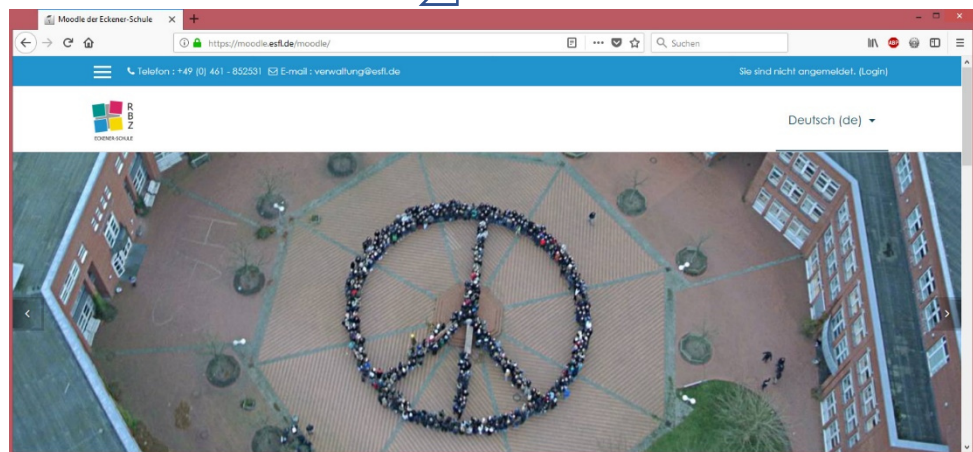 Moodle der Eckener-Schule
https://moodle.esfl.de/moodle/
Suchen
ABP
Telefon : +49 (0) 461 - 852531 E-mail : verwaltung@esfl.de
Sie sind nicht angemeldet. (Login)
R
B
Z
ECKENER-SCHULE
Deutsch (de)